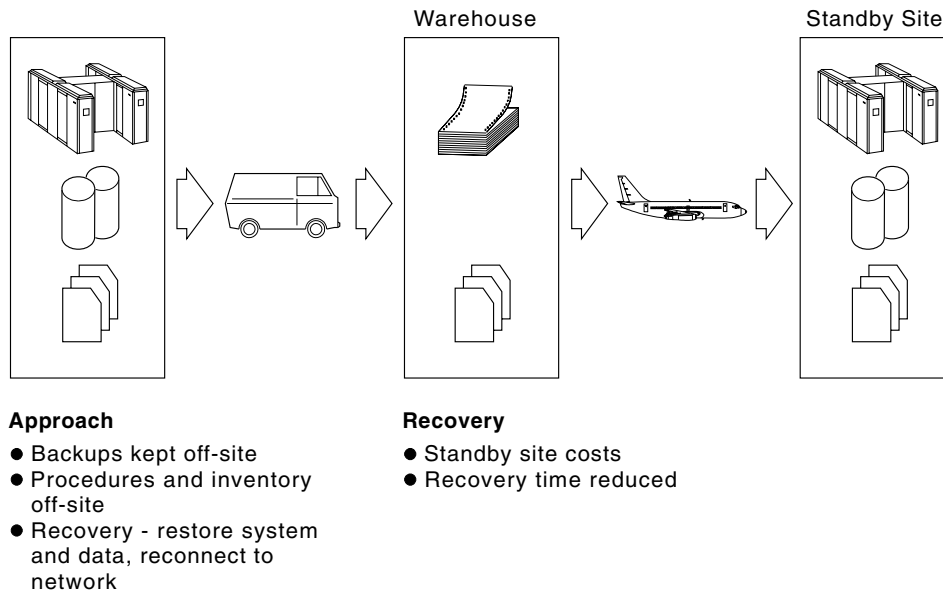 Warehouse
Standby Site
Approach
● Backups kept off-site
● Procedures and inventory
off-site
● Recovery - restore system
and data, reconnect to
network
Recovery
● Standby site costs
● Recovery time reduced